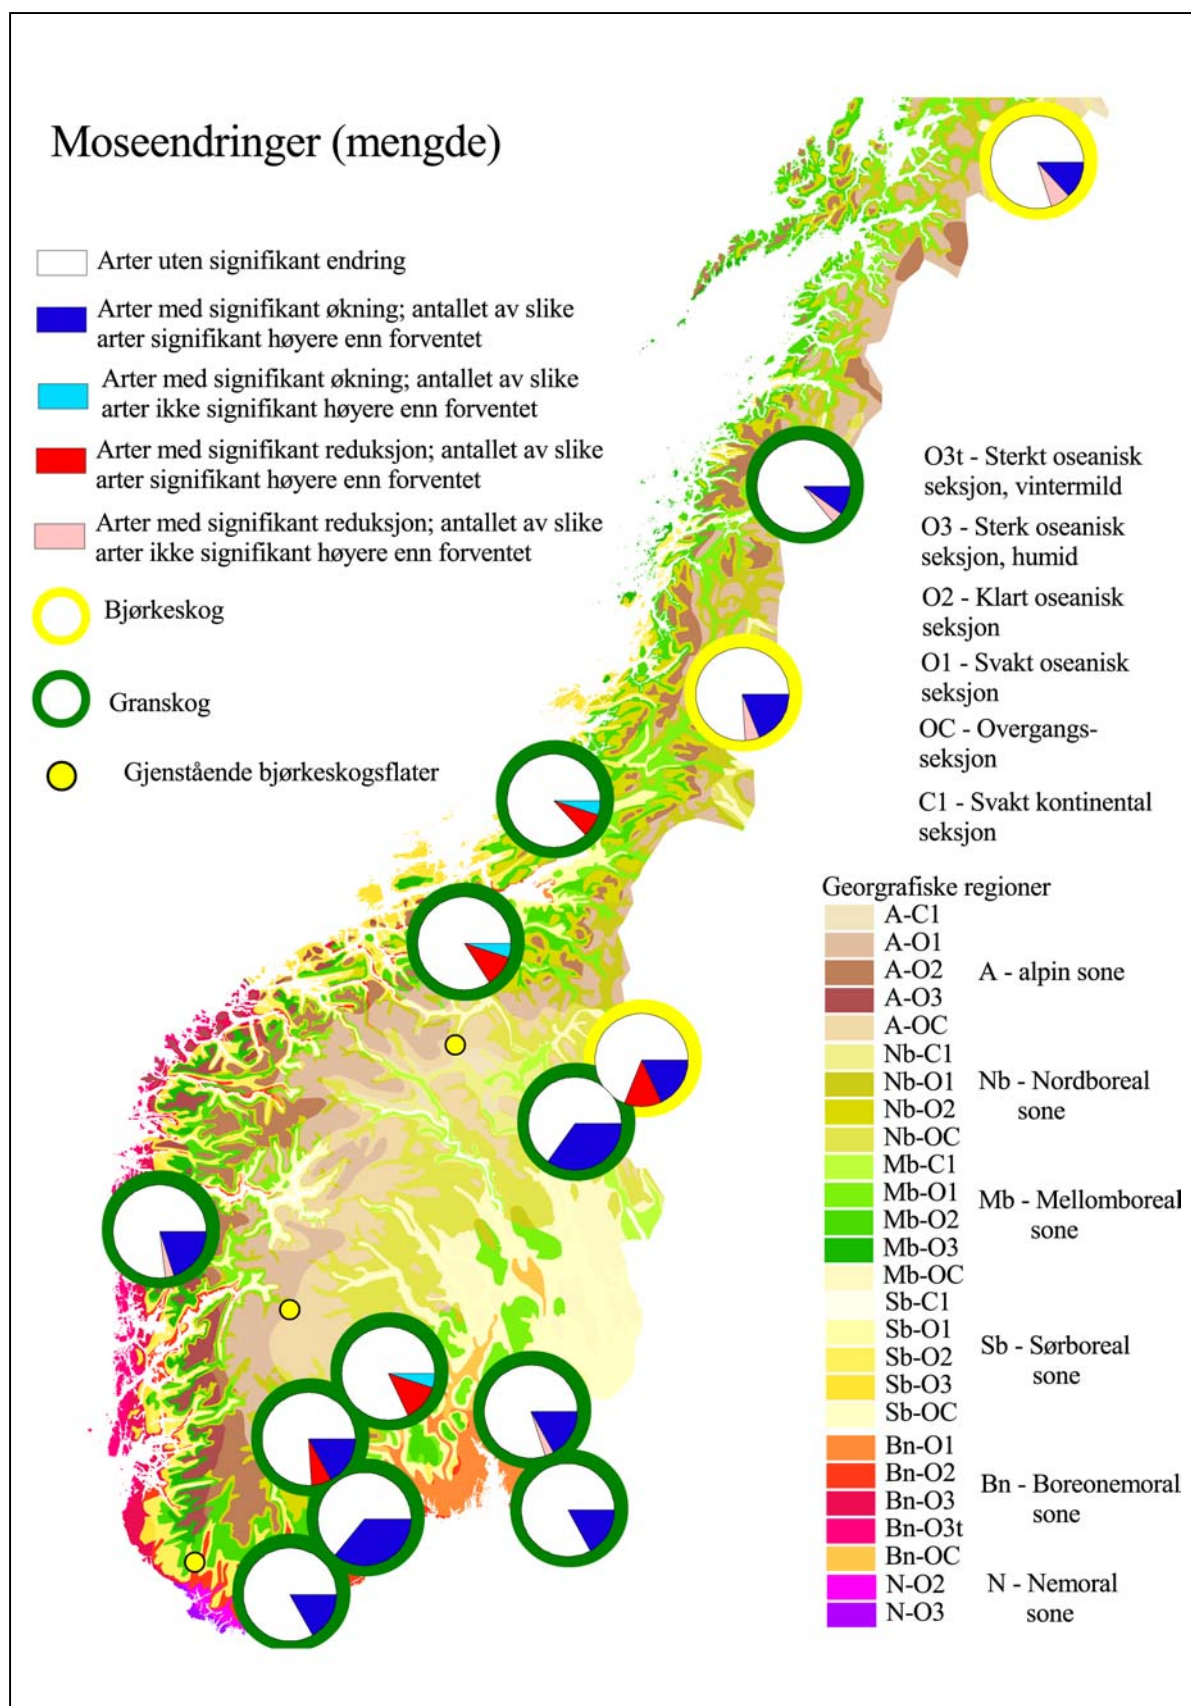 Moseendringer (mengde)
Arter uten signifikant endring
Arter med signifikant økning; antallet av slike
arter signifikant høyere enn forventet
Arter med signifikant økning; antallet av slike
arter ikke signifikant høyere enn forventet
Arter med signifikant reduksjon; antallet av slike
arter signifikant høyere enn forventet
Arter med signifikant reduksjon; antallet av slike
arter ikke signifikant høyere enn forventet
Bjørkeskog
Granskog
Gjenstående bjørkeskogsflater
O3t - Sterkt oseanisk
seksjon, vintermild
O3 - Sterk oseanisk
seksjon, humid
O2 - Klart oseanisk
seksjon
O1 - Svakt oseanisk
seksjon
OC - Overgangs-
seksjon
C1 - Svakt kontinental
seksjon
Georgrafiske regioner
A-C1
A-O1
A-O2
A-O3
A-OC
A - alpin sone
Nb-C1
Nb-O1
Nb-O2
Nb-OC
Nb - Nordboreal
sone
Mb-C1
Mb-O1
Mb-O2
Mb-O3
Mb-OC
Mb - Mellomboreal
sone
Sb-C1
Sb-O1
Sb-O2
Sb-O3
Sb-OC
Sb - Sørboreal
sone
Bn-O1
Bn-O2
Bn-O3
Bn-O3t
Bn-OC
Bn - Boreonemoral
sone
N-O2
N-O3
N - Nemoral
sone